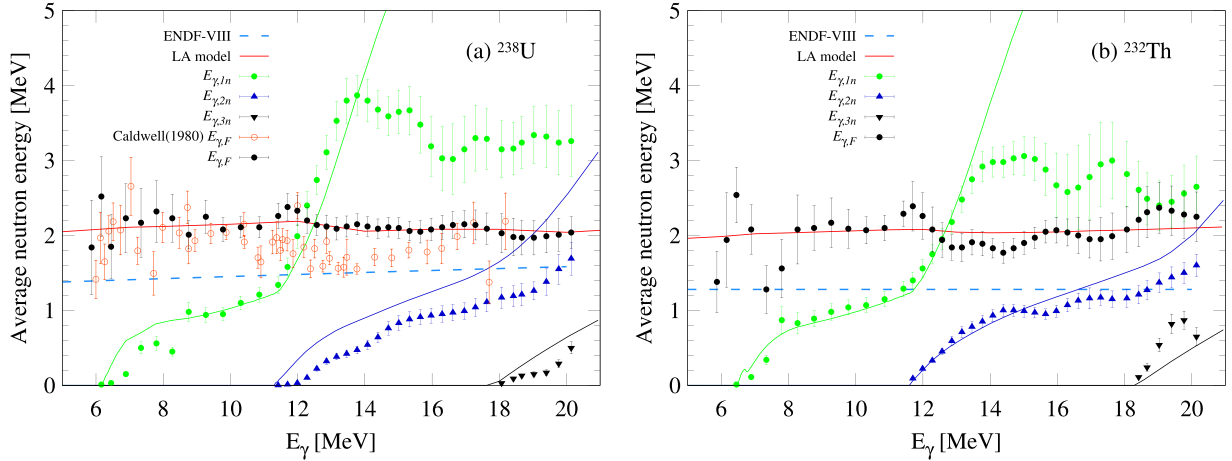 Average neutron energy [MeV]
5
4
3
2
1
0
ENDF-VIII
LA model
Eγ,1n
Eγ,2n
Eγ,3n
Caldwell(1980) Eγ,F
Eγ,F
(a) ²³⁸U
6 8 10 12 14 16 18 20
Eγ [MeV]
Average neutron energy [MeV]
5
4
3
2
1
0
ENDF-VIII
LA model
Eγ,1n
Eγ,2n
Eγ,3n
Eγ,F
(b) ²³²Th
6 8 10 12 14 16 18 20
Eγ [MeV]